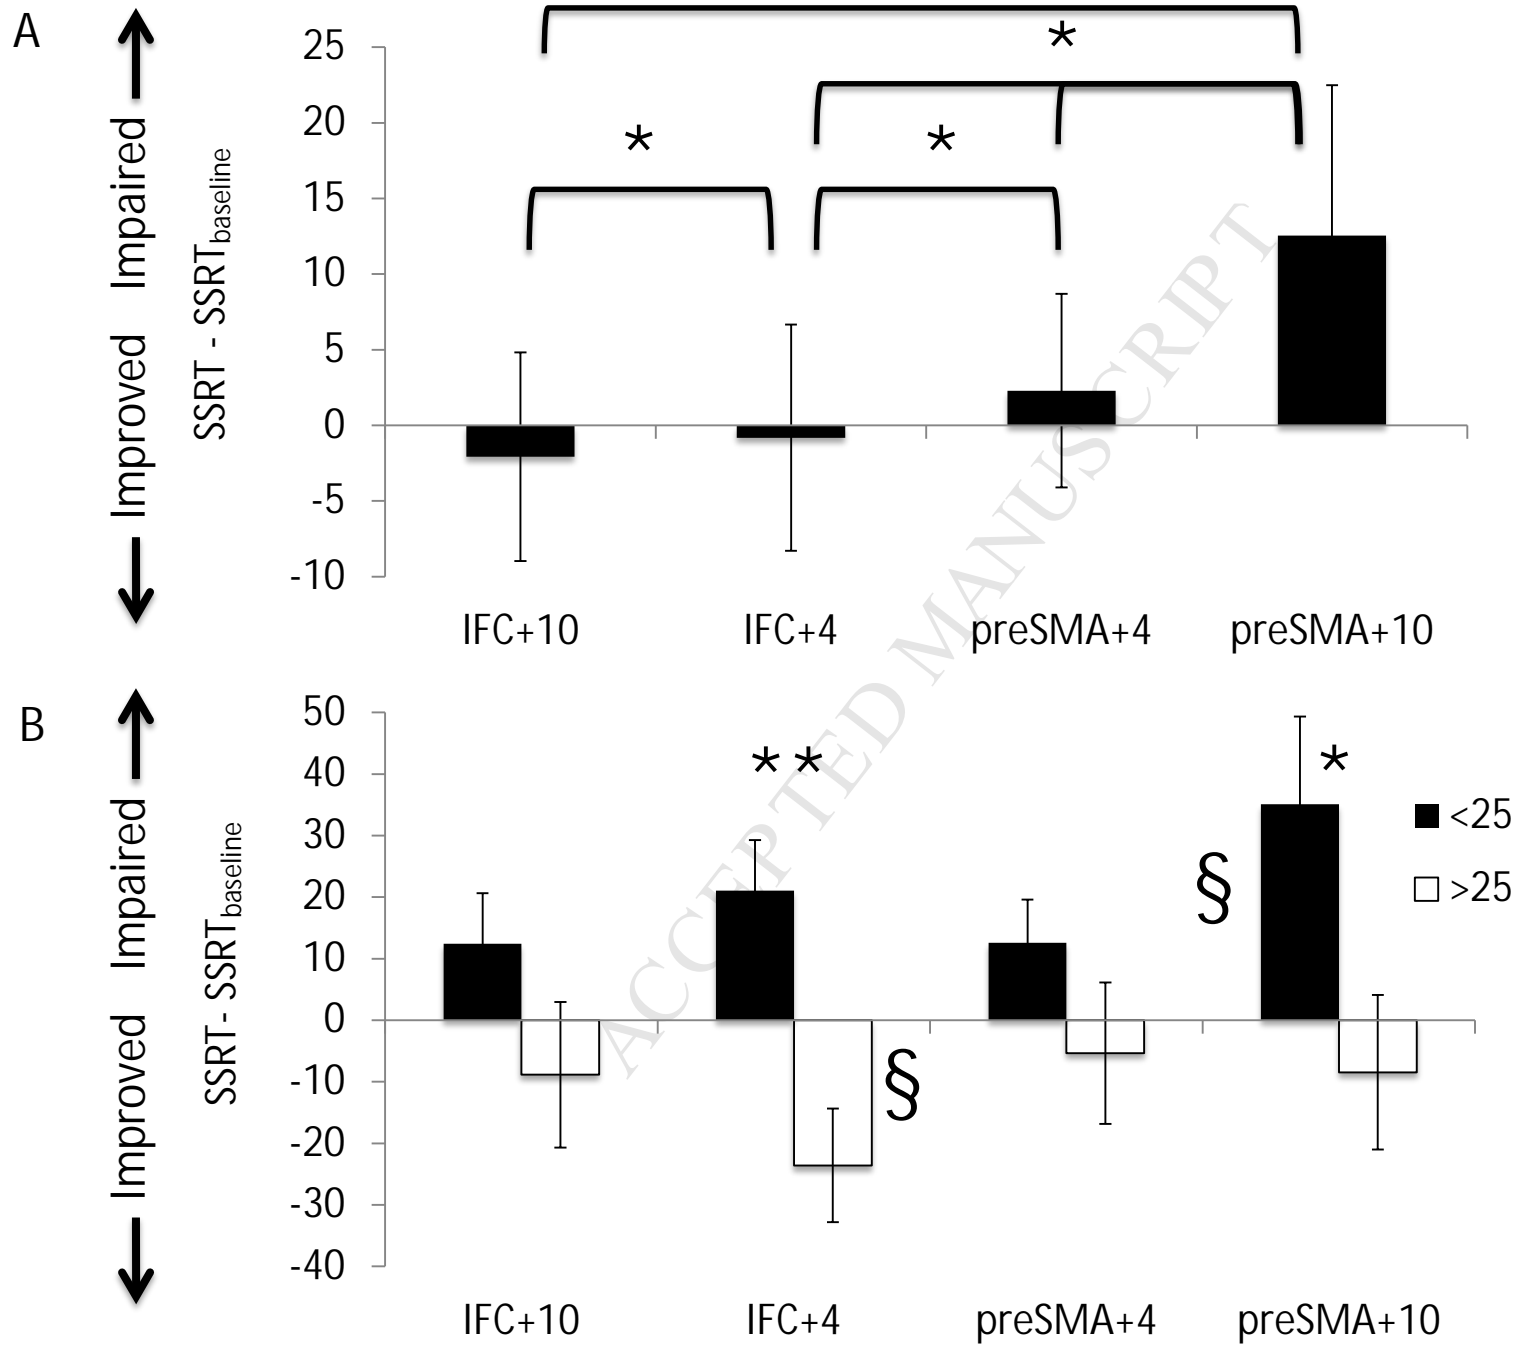 A
Impaired
Improved
SSRT - SSRTbaseline
25
20
15
10
5
0
-5
-10
*
*
*
IFC+10
IFC+4
preSMA+4
preSMA+10
B
Impaired
Improved
SSRT- SSRTbaseline
50
40
30
20
10
0
-10
-20
-30
-40
* *
*
§
§
<25
>25
IFC+10
IFC+4
preSMA+4
preSMA+10
ACCEPTED MANUSCRIPT